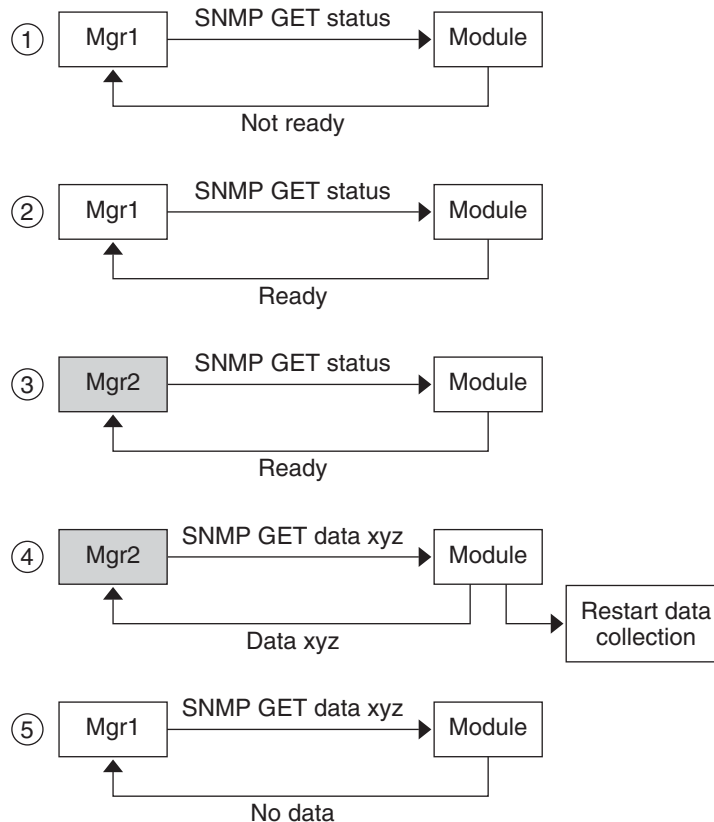 SNMP GET status
① Mgr1 Module
Not ready
SNMP GET status
② Mgr1 Module
Ready
SNMP GET status
③ Mgr2 Module
Ready
SNMP GET data xyz
④ Mgr2 Module
Data xyz
Restart data
collection
SNMP GET data xyz
⑤ Mgr1 Module
No data